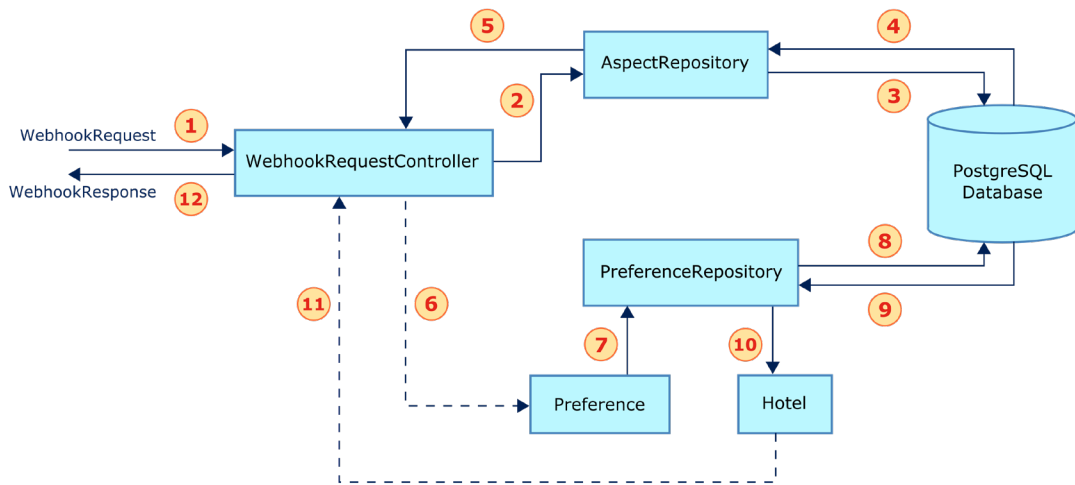 5
4
AspectRepository
2
3
1
WebhookRequest
WebhookRequestController
WebhookResponse
12
PostgreSQL
Database
8
PreferenceRepository
11
6
9
7
10
Preference
Hotel